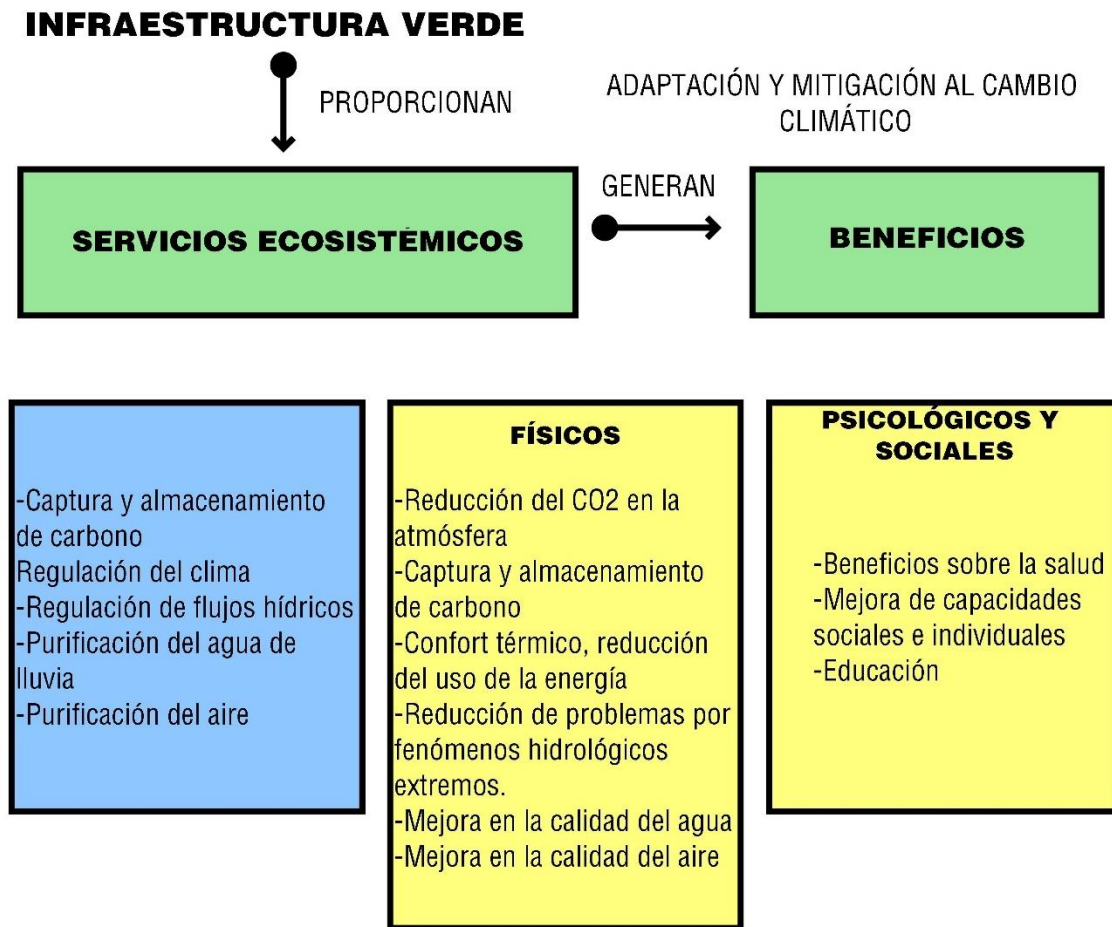 INFRAESTRUCTURA VERDE
PROPORCIONAN
ADAPTACIÓN Y MITIGACIÓN AL CAMBIO
CLIMÁTICO
SERVICIOS ECOSISTÉMICOS
GENERAN
BENEFICIOS
-Captura y almacenamiento
de carbono
Regulación del clima
-Regulación de flujos hídricos
-Purificación del agua de
lluvia
-Purificación del aire
FÍSICOS
-Reducción del CO2 en la
atmósfera
-Captura y almacenamiento
de carbono
-Confort térmico, reducción
del uso de la energía
-Reducción de problemas por
fenómenos hidrológicos
extremos.
-Mejora en la calidad del agua
-Mejora en la calidad del aire
PSICOLÓGICOS Y
SOCIALES
-Beneficios sobre la salud
-Mejora de capacidades
sociales e individuales
-Educación